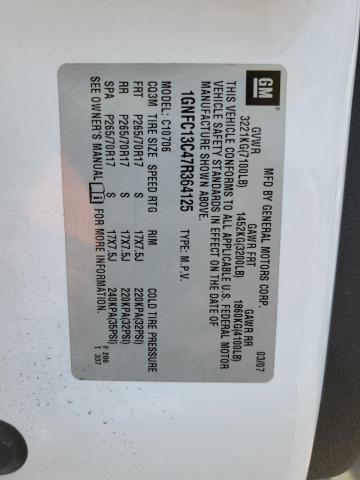 GM
MFD BY GENERAL MOTORS CORP. 03/07
GVWR GAWR FRT GAWR RR
3221KG(7100LB) 1452KG(3200LB) 1860KG(4100LB)
THIS VEHICLE CONFORMS TO ALL APPLICABLE U.S. FEDERAL MOTOR
VEHICLE SAFETY STANDARDS IN EFFECT ON THE DATE OF
MANUFACTURE SHOWN ABOVE.
1GNFC13C47R364125 TYPE: M.P.V.
MODEL: C10706
CQ3M TIRE SIZE SPEED RTG RIM COLD TIRE PRESSURE
FRT P265/70R17 S 17X7.5J 220KPA(32PSI)
RR P265/70R17 S 17X7.5J 220KPA(32PSI)
SPA P265/70R17 S 17X7.5J 240KPA(35PSI)
SEE OWNER'S MANUAL FOR MORE INFORMATION.
F 206
T 337